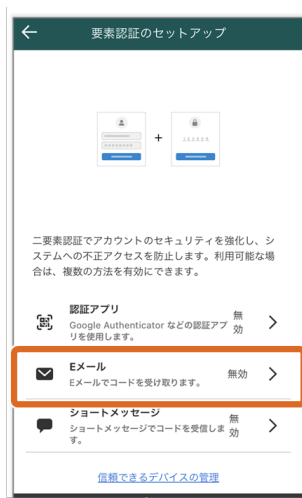 要素認証のセットアップ
+
二要素認証でアカウントのセキュリティを強化し、シ
ステムへの不正アクセスを防止します。利用可能な場
合は、複数の方法を有効にできます。
認証アプリ
Google Authenticator などの認証アプ
リを使用します。
無
効
Eメール
Eメールでコードを受け取ります。
無効
ショートメッセージ
ショートメッセージでコードを受信しま
す。
無
効
信頼できるデバイスの管理